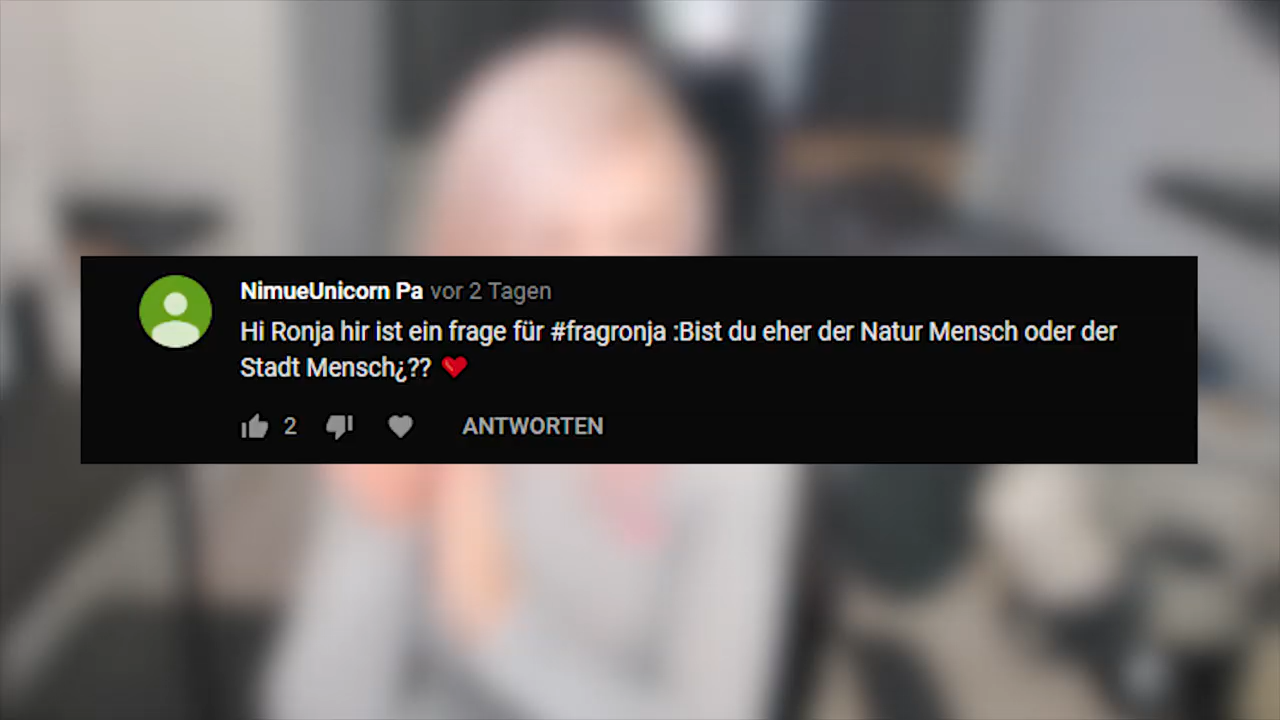 NimueUnicorn Pa vor 2 Tagen
Hi Ronja hir ist ein frage für #fragronja :Bist du eher der Natur Mensch oder der
Stadt Mensch¿?? ❤
2 ANTWORTEN